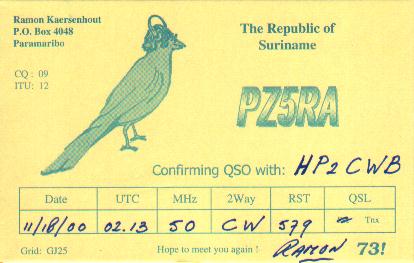 Ramon Kaersenhout
P.O. Box 4048
Paramaribo
The Republic of
Suriname
CQ : 09
ITU: 12
PZ5RA
Confirming QSO with: HP2CWB
Date UTC MHz 2Way RST QSL
11/18/00 02.13 50 CW 579 Tnx
Grid: GJ25 Hope to meet you again ! RAMON 73!